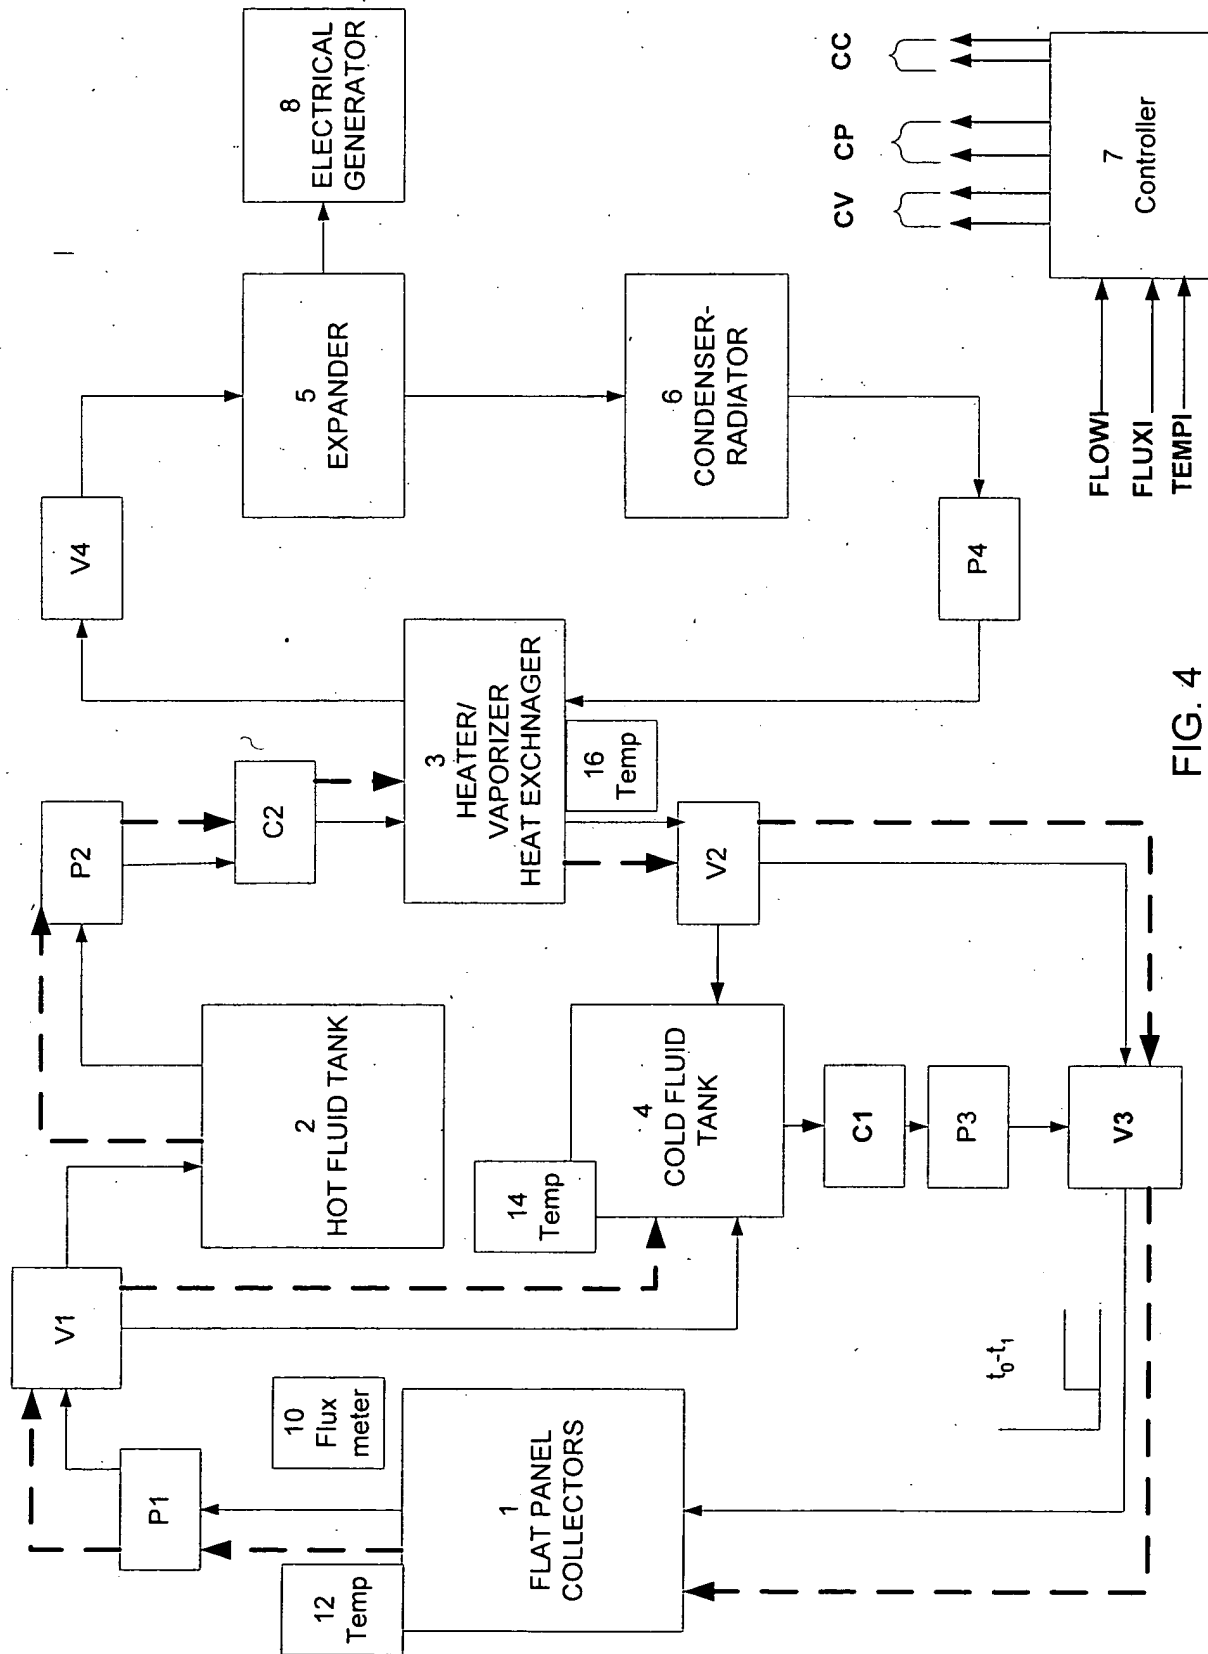 8
ELECTRICAL
GENERATOR
V4
5
EXPANDER
6
CONDENSER-
RADIATOR
P4
P2
C2
3
HEATER/
VAPORIZER
HEAT EXCHNAGER
16
Temp
V2
2
HOT FLUID TANK
14
Temp
4
COLD FLUID
TANK
C1
P3
V3
V1
P1
10
Flux
meter
12
Temp
1
FLAT PANEL
COLLECTORS
t0-t1
CV
CP
CC
7
Controller
FLOWI
FLUXI
TEMPI
FIG. 4